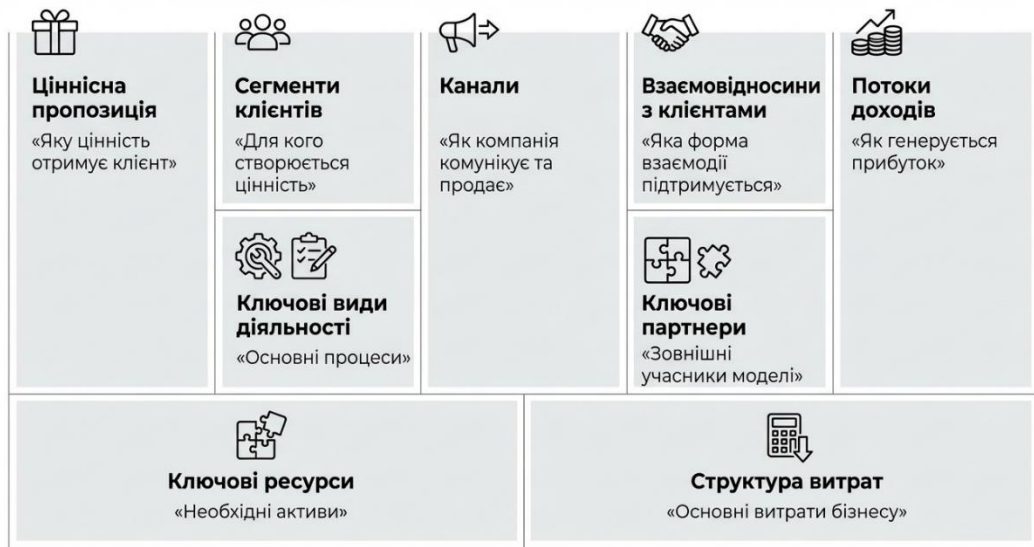 Ціннісна
пропозиція
«Яку цінність
отримує клієнт»
Сегменти
клієнтів
«Для кого
створюється
цінність»
Канали
«Як компанія
комунікує та
продає»
Взаємовідносини
з клієнтами
«Яка форма
взаємодії
підтримується»
Потоки
доходів
«Як генерується
прибуток»
Ключові види
діяльності
«Основні процеси»
Ключові
партнери
«Зовнішні
учасники моделі»
Ключові ресурси
«Необхідні активи»
Структура витрат
«Основні витрати бізнесу»